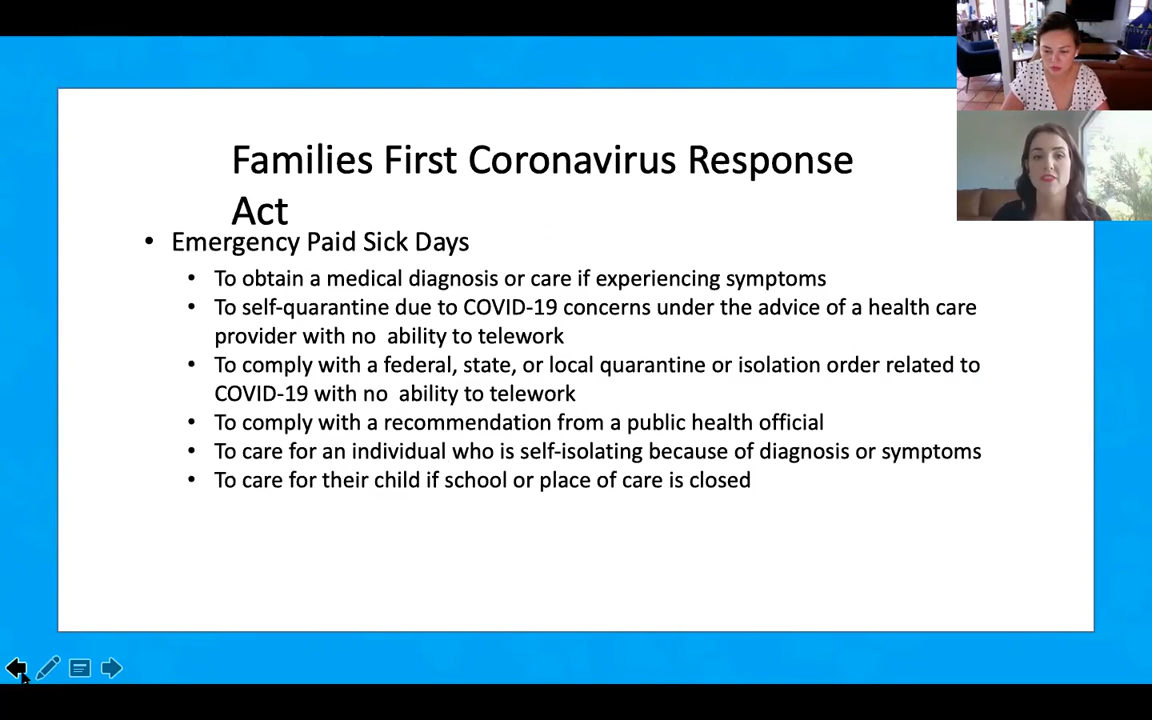 Families First Coronavirus Response
Act
• Emergency Paid Sick Days
• To obtain a medical diagnosis or care if experiencing symptoms
• To self-quarantine due to COVID-19 concerns under the advice of a health care
provider with no  ability to telework
• To comply with a federal, state, or local quarantine or isolation order related to
COVID-19 with no  ability to telework
• To comply with a recommendation from a public health official
• To care for an individual who is self-isolating because of diagnosis or symptoms
• To care for their child if school or place of care is closed